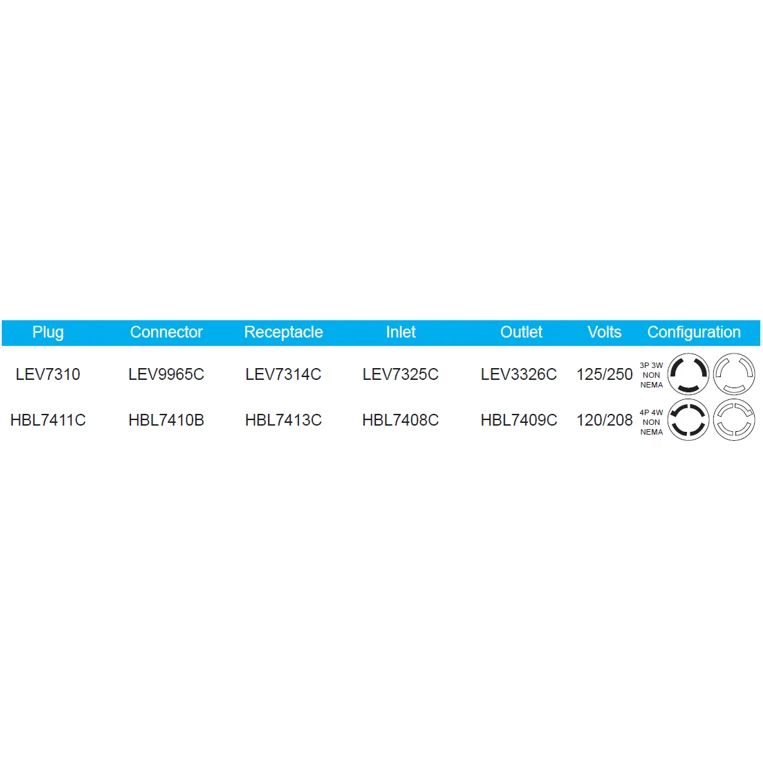 Plug Connector Receptacle Inlet Outlet Volts Configuration
LEV7310 LEV9965C LEV7314C LEV7325C LEV3326C 125/250 3P 3W
NON
NEMA
HBL7411C HBL7410B HBL7413C HBL7408C HBL7409C 120/208 4P 4W
NON
NEMA